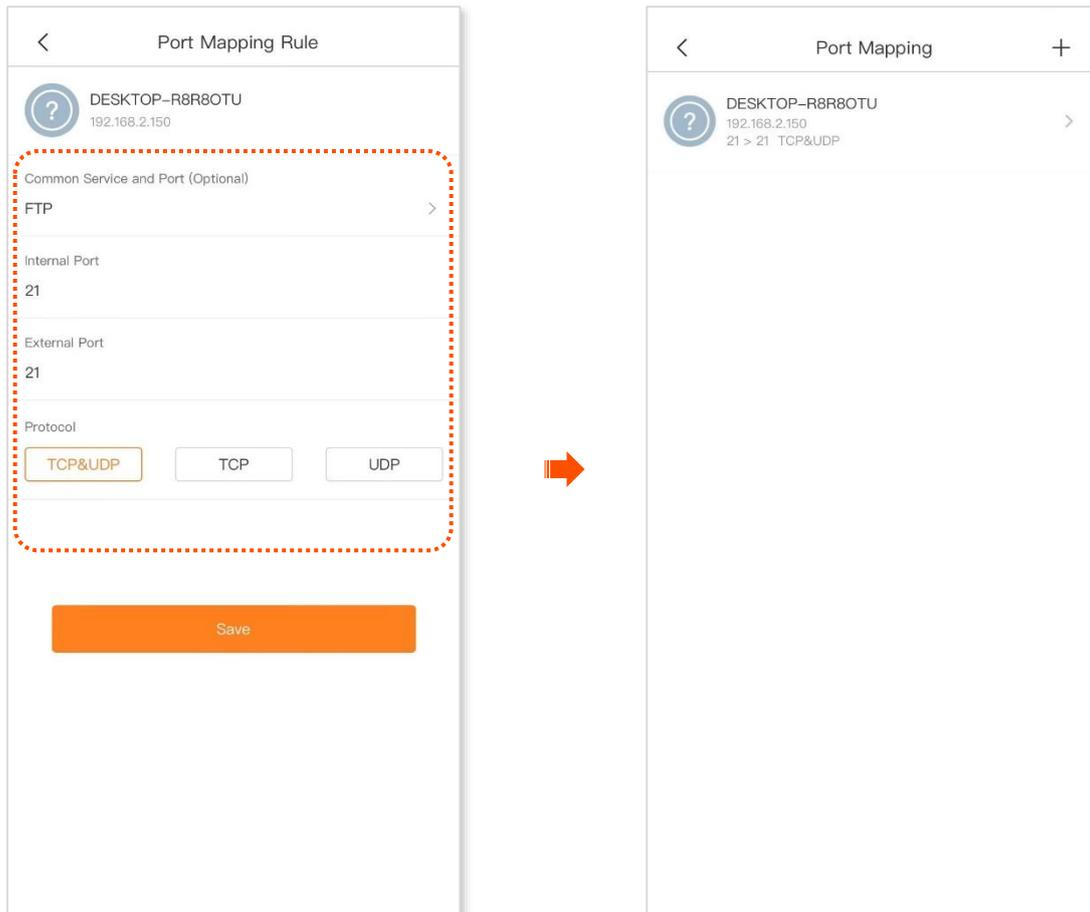 Port Mapping Rule
DESKTOP-R8R8OTU
192.168.2.150
Common Service and Port (Optional)
FTP
Internal Port
21
External Port
21
Protocol
TCP&UDP TCP UDP
Save
Port Mapping
DESKTOP-R8R8OTU
192.168.2.150
21 > 21 TCP&UDP